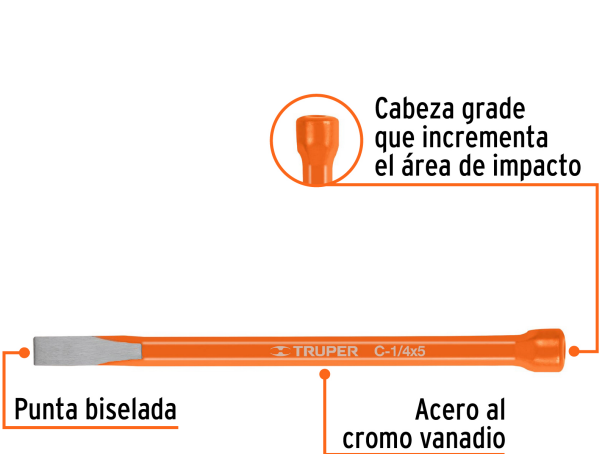 Cabeza grade
que incrementa
el área de impacto
TRUPER C-1/4x5
Punta biselada
Acero al
cromo vanadio